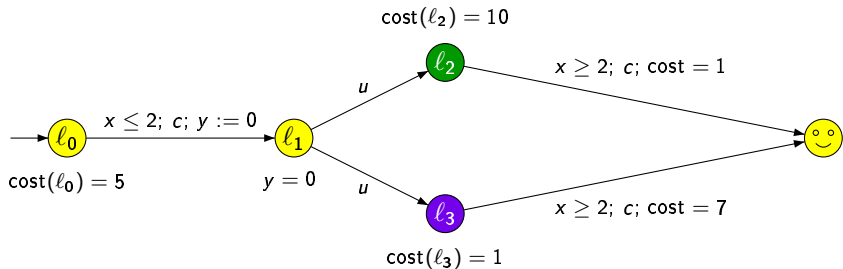 cost(ℓ₂) = 10
ℓ₂
u
x ≥ 2; c; cost = 1
x ≤ 2; c; y := 0
ℓ₀
ℓ₁
cost(ℓ₀) = 5
y = 0
u
ℓ₃
x ≥ 2; c; cost = 7
cost(ℓ₃) = 1